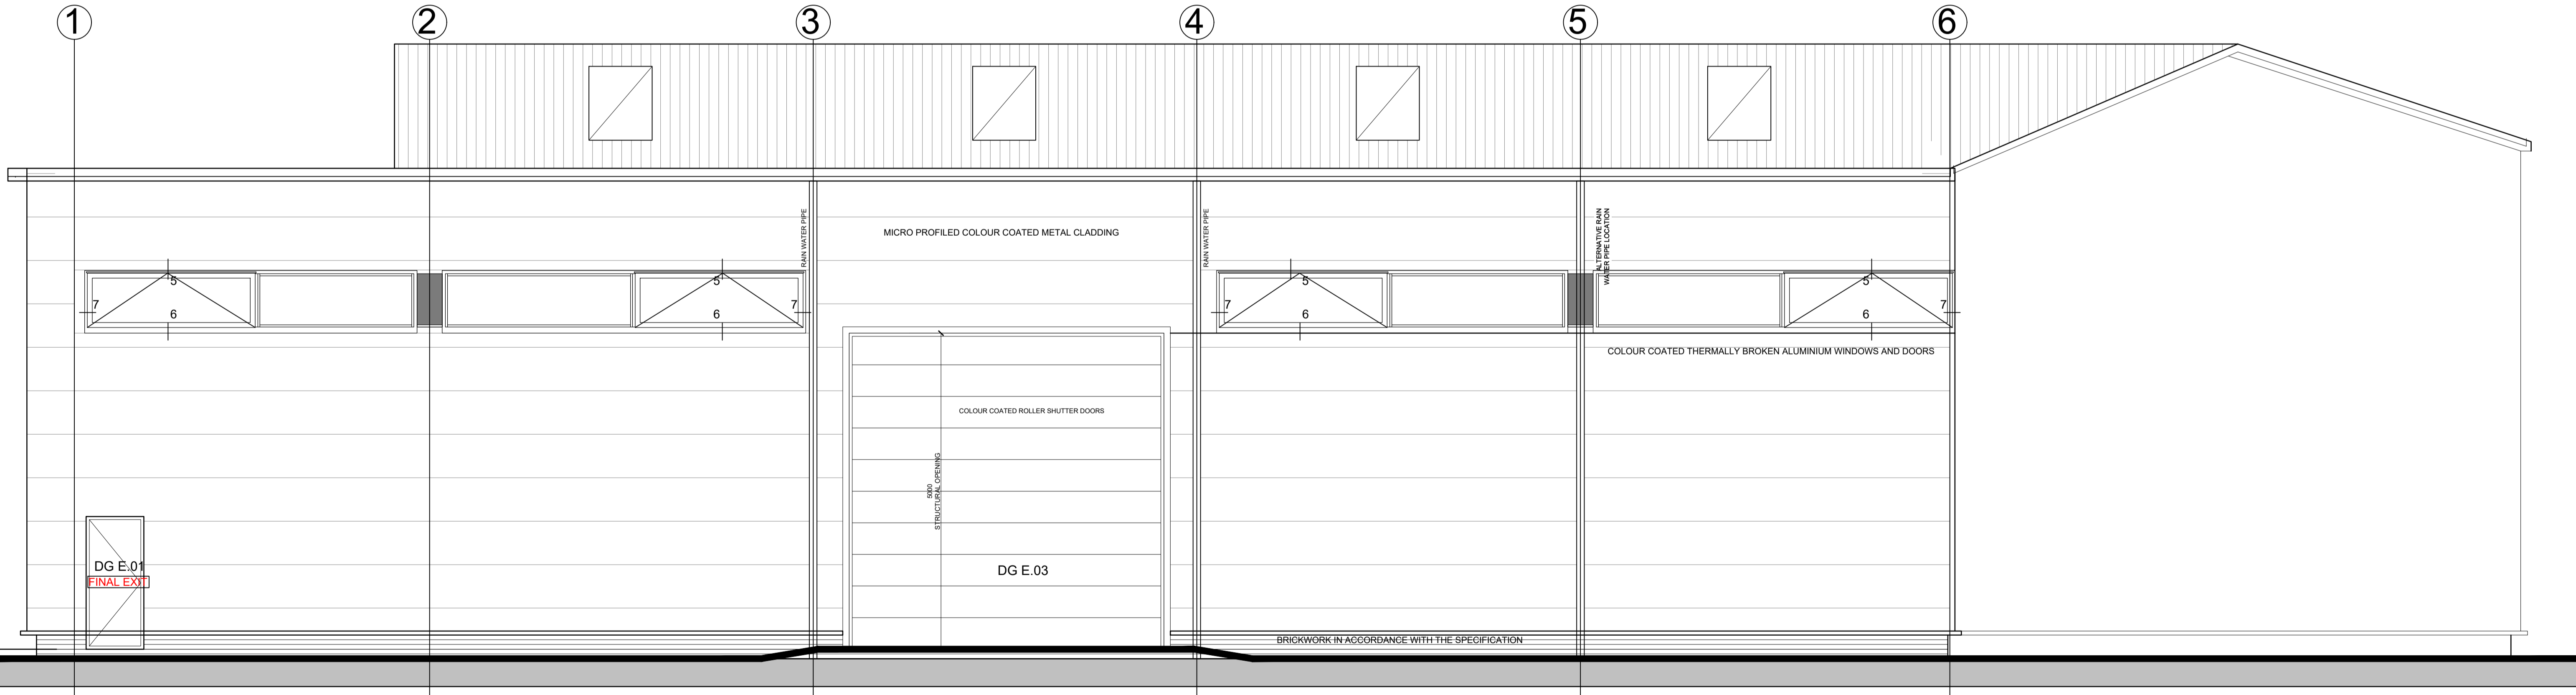 1 2 3 4 5 6
RAIN WATER PIPE
MICRO PROFILED COLOUR COATED METAL CLADDING
RAIN WATER PIPE
ALTERNATIVE RAIN
WATER PIPE LOCATION
5 5 5 5
7 7 7 7
6 6 6 6
COLOUR COATED THERMALLY BROKEN ALUMINIUM WINDOWS AND DOORS
COLOUR COATED ROLLER SHUTTER DOORS
5000
STRUCTURAL OPENING
DG E.01
FINAL EXIT
DG E.03
BRICKWORK IN ACCORDANCE WITH THE SPECIFICATION